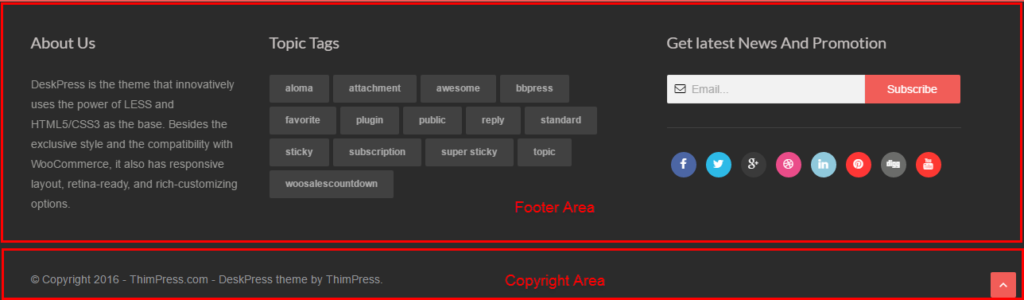 About Us
DeskPress is the theme that innovatively
uses the power of LESS and
HTML5/CSS3 as the base. Besides the
exclusive style and the compatibility with
WooCommerce, it also has responsive
layout, retina-ready, and rich-customizing
options.
Topic Tags
aloma attachment awesome bbpress
favorite plugin public reply standard
sticky subscription super sticky topic
woosalescountdown
Get latest News And Promotion
Email... Subscribe
Footer Area
© Copyright 2016 - ThimPress.com - DeskPress theme by ThimPress.
Copyright Area